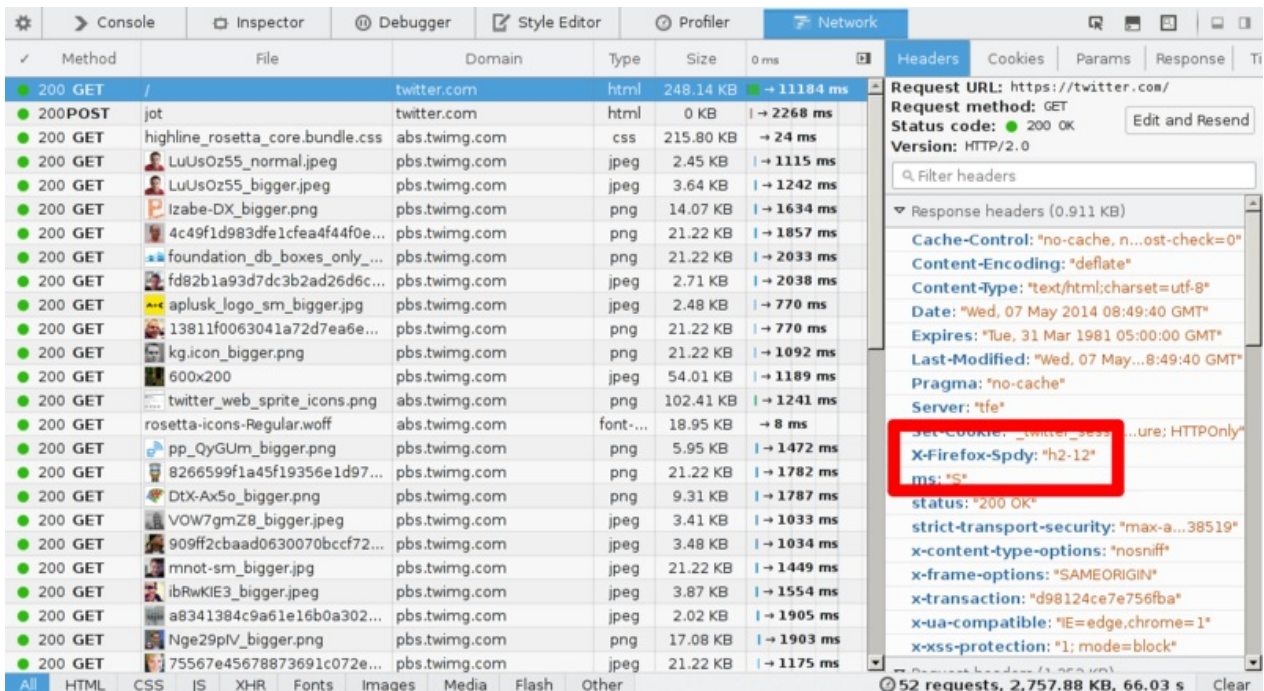 Console Inspector Debugger Style Editor Profiler Network
✓ Method File Domain Type Size 0 ms Headers Cookies Params Response Ti
200 GET / twitter.com html 248.14 KB → 11184 ms
200 POST jot twitter.com html 0 KB → 2268 ms
200 GET highline_rosetta_core.bundle.css abs.twimg.com css 215.80 KB → 24 ms
200 GET LuUsOz55_normal.jpeg pbs.twimg.com jpeg 2.45 KB → 1115 ms
200 GET LuUsOz55_bigger.jpeg pbs.twimg.com jpeg 3.64 KB → 1242 ms
200 GET Izabe-DX_bigger.png pbs.twimg.com png 14.07 KB → 1634 ms
200 GET 4c49f1d983dfe1cfea4f44f0e... pbs.twimg.com png 21.22 KB → 1857 ms
200 GET foundation_db_boxes_only_... pbs.twimg.com png 21.22 KB → 2033 ms
200 GET fd82b1a93d7dc3b2ad26d6c... pbs.twimg.com jpeg 2.71 KB → 2038 ms
200 GET aplusk_logo_sm_bigger.jpg pbs.twimg.com jpeg 2.48 KB → 770 ms
200 GET 13811f0063041a72d7ea6e... pbs.twimg.com png 21.22 KB → 770 ms
200 GET kg.icon_bigger.png pbs.twimg.com png 21.22 KB → 1092 ms
200 GET 600x200 pbs.twimg.com jpeg 54.01 KB → 1189 ms
200 GET twitter_web_sprite_icons.png abs.twimg.com png 102.41 KB → 1241 ms
200 GET rosetta-icons-Regular.woff abs.twimg.com font-... 18.95 KB → 8 ms
200 GET pp_QyGUm_bigger.png pbs.twimg.com png 5.95 KB → 1472 ms
200 GET 8266599f1a45f19356e1d97... pbs.twimg.com png 21.22 KB → 1782 ms
200 GET DtX-Ax5o_bigger.png pbs.twimg.com png 9.31 KB → 1787 ms
200 GET VOW7gmZ8_bigger.jpeg pbs.twimg.com jpeg 3.41 KB → 1033 ms
200 GET 909ff2cbaad0630070bccf72... pbs.twimg.com jpeg 3.48 KB → 1034 ms
200 GET mnot-sm_bigger.jpg pbs.twimg.com png 21.22 KB → 1449 ms
200 GET ibRwKIE3_bigger.jpeg pbs.twimg.com jpeg 3.87 KB → 1554 ms
200 GET a8341384c9a61e16b0a302... pbs.twimg.com jpeg 2.02 KB → 1905 ms
200 GET Nge29pIV_bigger.png pbs.twimg.com png 17.08 KB → 1903 ms
200 GET 75567e45678873691c072e... pbs.twimg.com jpeg 21.22 KB → 1175 ms
Request URL: https://twitter.com/
Request method: GET
Status code: 200 OK
Edit and Resend
Version: HTTP/2.0
Filter headers
Response headers (0.911 KB)
Cache-Control: "no-cache, n...ost-check=0"
Content-Encoding: "deflate"
Content-Type: "text/html;charset=utf-8"
Date: "Wed, 07 May 2014 08:49:40 GMT"
Expires: "Tue, 31 Mar 1981 05:00:00 GMT"
Last-Modified: "Wed, 07 May...8:49:40 GMT"
Pragma: "no-cache"
Server: "tfe"
Set-Cookie: "_twitter_sess...ure; HTTPOnly"
X-Firefox-Spdy: "h2-12"
ms: "S"
status: "200 OK"
strict-transport-security: "max-a...38519"
x-content-type-options: "nosniff"
x-frame-options: "SAMEORIGIN"
x-transaction: "d98124ce7e756fba"
x-ua-compatible: "IE=edge,chrome=1"
x-xss-protection: "1; mode=block"
Request headers (1.252 KB)
All HTML CSS JS XHR Fonts Images Media Flash Other 52 requests, 2,757.88 KB, 66.03 s Clear